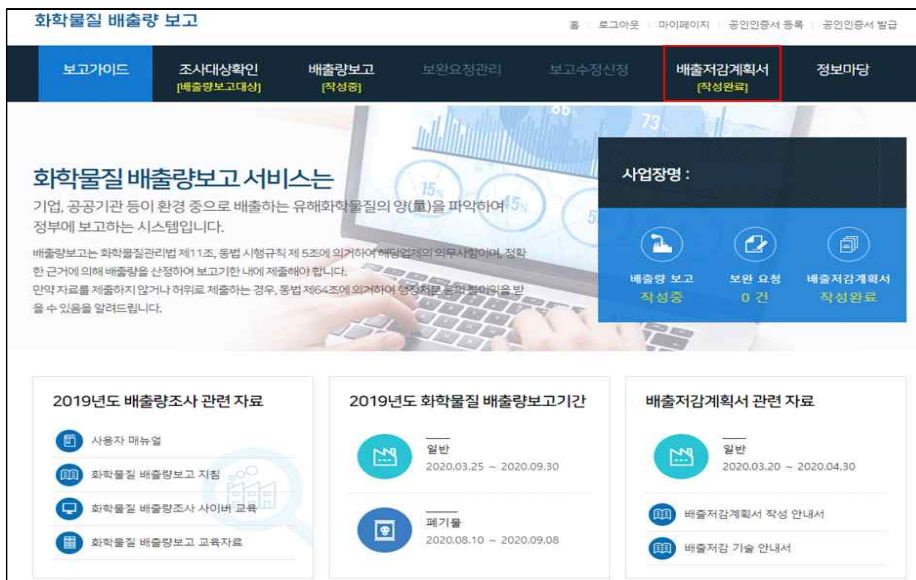 화학물질 배출량 보고
홈 로그아웃 마이페이지 공인인증서 등록 공인인증서 발급
보고가이드 조사대상확인 배출량보고 보완요청관리 보고수정신청 배출저감계획서 정보마당
[배출량보고대상] [작성중] [작성완료]
화학물질 배출량보고 서비스는
기업, 공공기관 등이 환경 중으로 배출하는 유해화학물질의 양(量)을 파악하여
정부에 보고하는 시스템입니다.
배출량보고는 화학물질관리법 제11조, 동법 시행규칙 제 5조에 의거하여 해당업체의 의무사항이며, 정확
한 근거에 의해 배출량을 산정하여 보고기한 내에 제출해야 합니다.
만약 자료를 제출하지 않거나 허위로 제출하는 경우, 동법 제64조에 의거하여 행정처분 등의 불이익을 받
을 수 있음을 알려드립니다.
73
15%
45%
사업장명 :
배출량 보고 보완 요청 배출저감계획서
작성중 0 건 작성완료
2019년도 배출량조사 관련 자료
사용자 매뉴얼
화학물질 배출량보고 지침
화학물질 배출량조사 사이버 교육
화학물질 배출량보고 교육자료
2019년도 화학물질 배출량보고기간
일반
2020.03.25 ~ 2020.09.30
폐기물
2020.08.10 ~ 2020.09.08
배출저감계획서 관련 자료
일반
2020.03.20 ~ 2020.04.30
배출저감계획서 작성 안내서
배출저감 기술 안내서